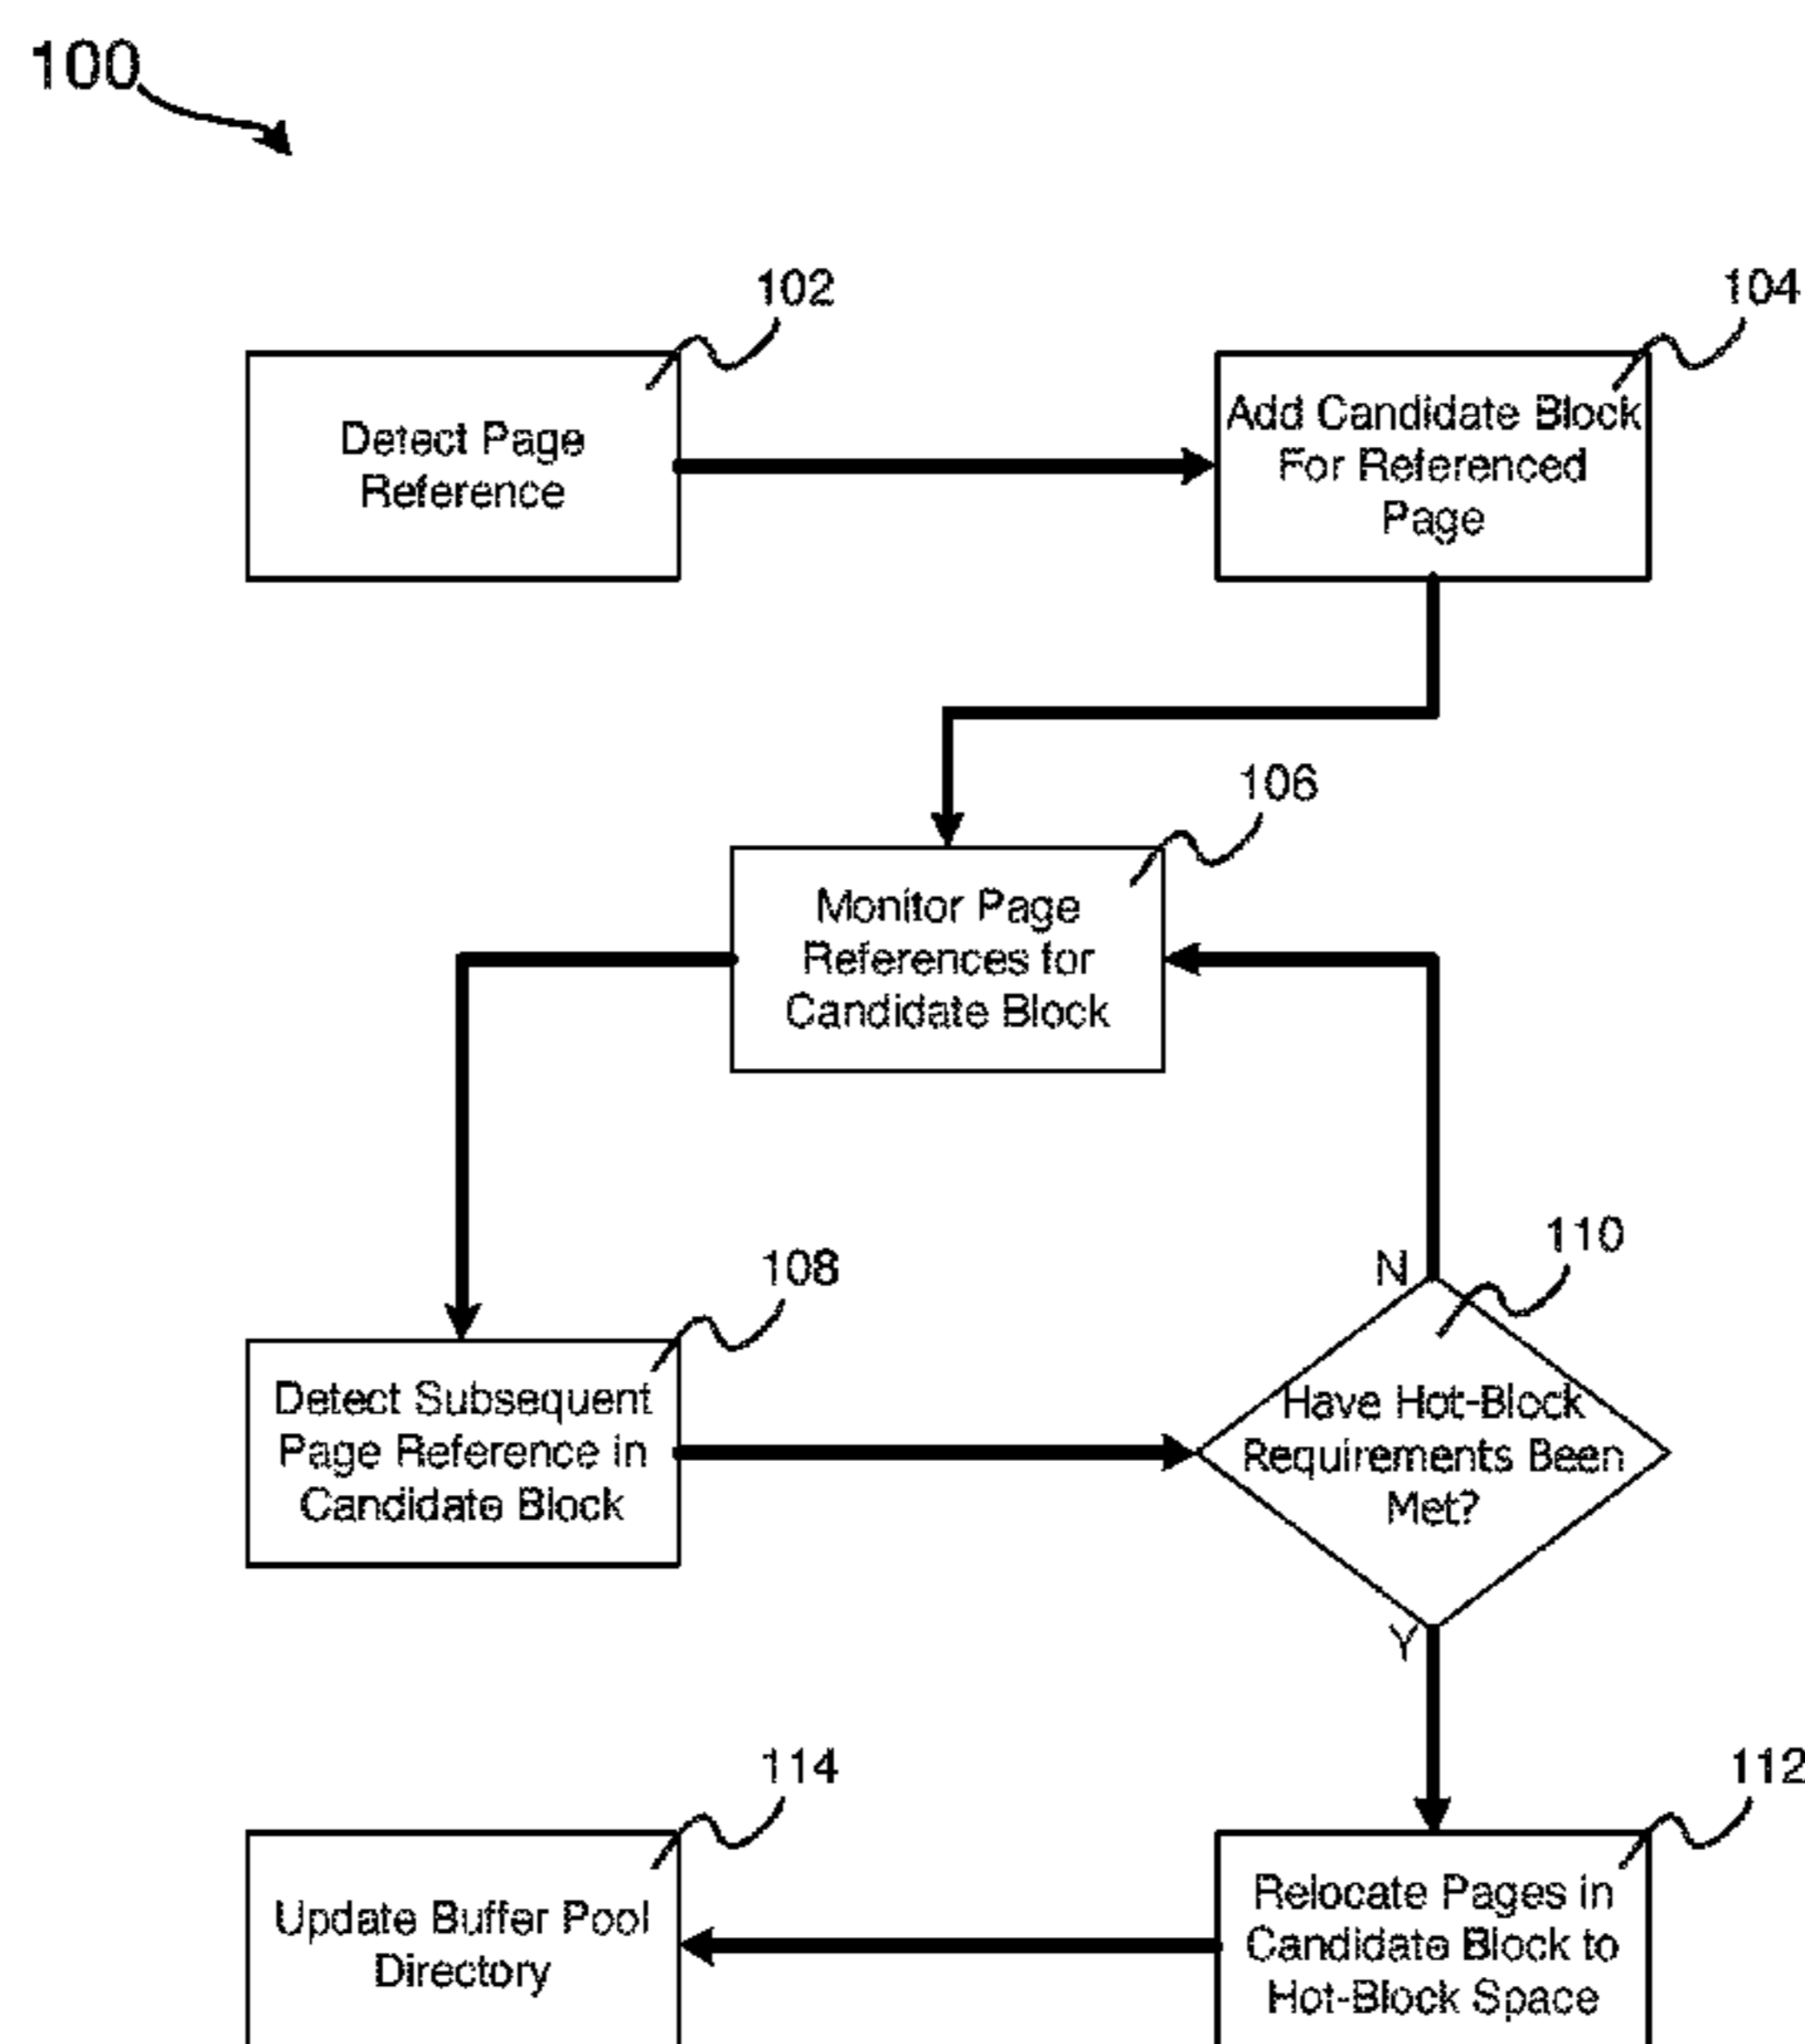 100
102
104
Detect Page
Reference
Add Candidate Block
For Referenced
Page
106
Monitor Page
References for
Candidate Block
108
110
N
Detect Subsequent
Page Reference in
Candidate Block
Have Hot-Block
Requirements Been
Met?
Y
114
112
Update Buffer Pool
Directory
Relocate Pages in
Candidate Block to
Hot-Block Space